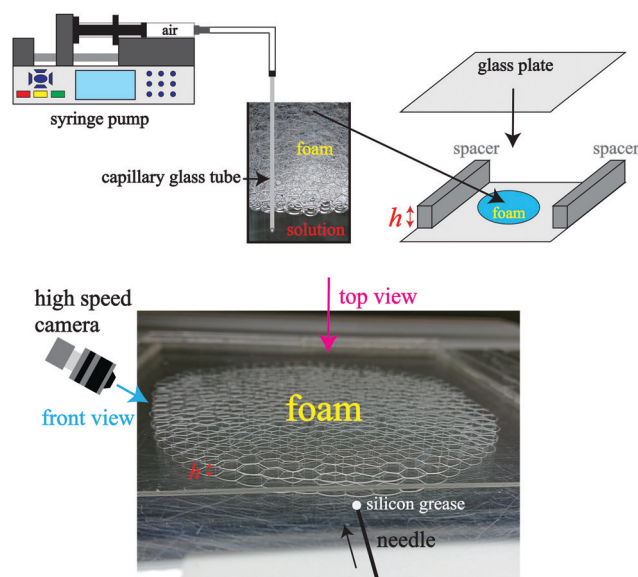 air
syringe pump
capillary glass tube
foam
solution
glass plate
spacer
spacer
h
foam
high speed
camera
top view
front view
foam
h
silicon grease
needle